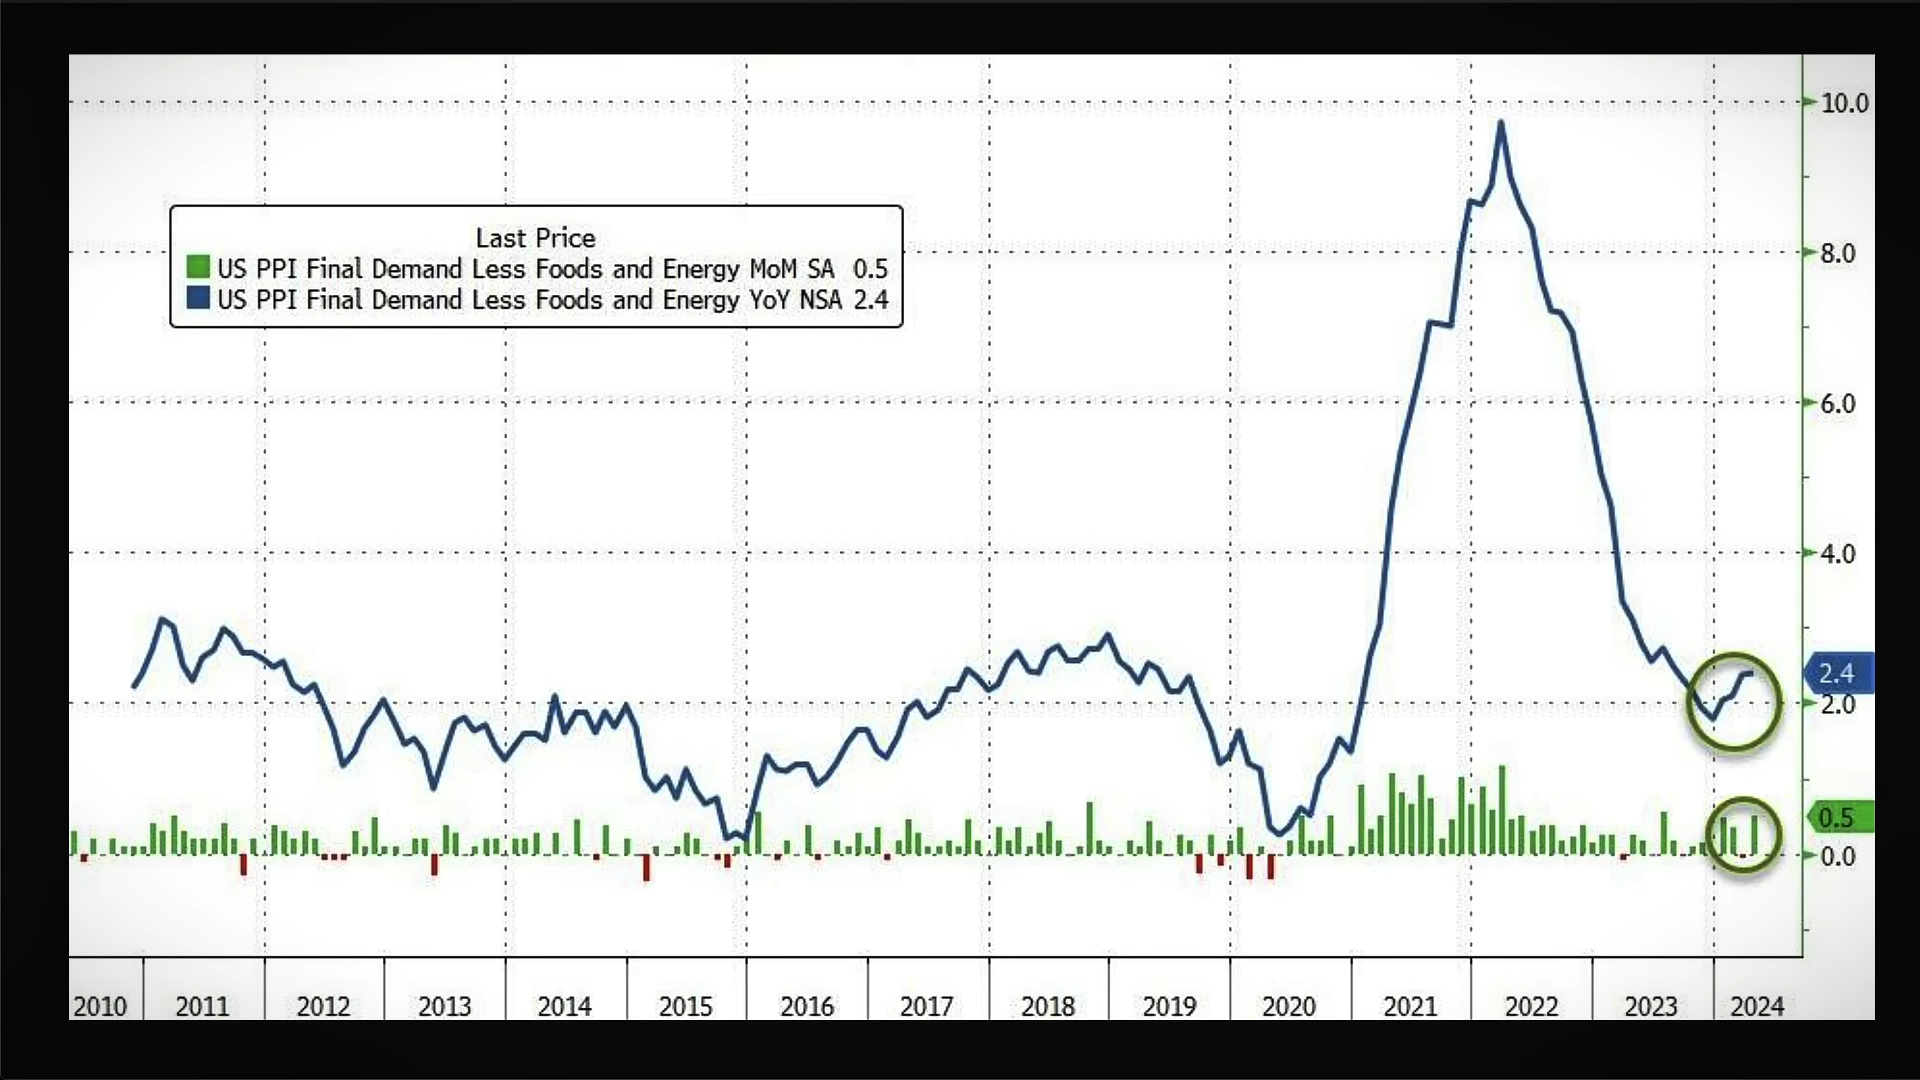 Last Price
US PPI Final Demand Less Foods and Energy MoM SA 0.5
US PPI Final Demand Less Foods and Energy YoY NSA 2.4
10.0
8.0
6.0
4.0
2.4
2.0
0.5
0.0
2010 2011 2012 2013 2014 2015 2016 2017 2018 2019 2020 2021 2022 2023 2024